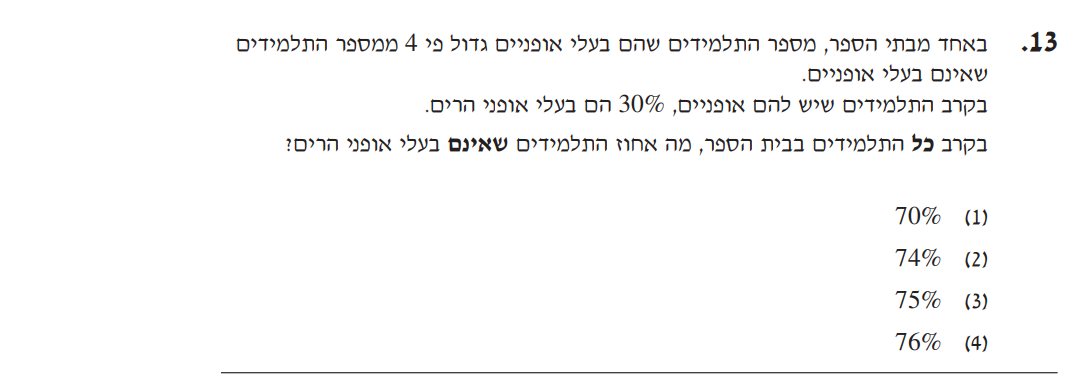 13. באחד מבתי הספר, מספר התלמידים שהם בעלי אופניים גדול פי 4 ממספר התלמידים
שאינם בעלי אופניים.
בקרב התלמידים שיש להם אופניים, 30% הם בעלי אופני הרים.
בקרב כל התלמידים בבית הספר, מה אחוז התלמידים שאינם בעלי אופני הרים?
(1) 70%
(2) 74%
(3) 75%
(4) 76%